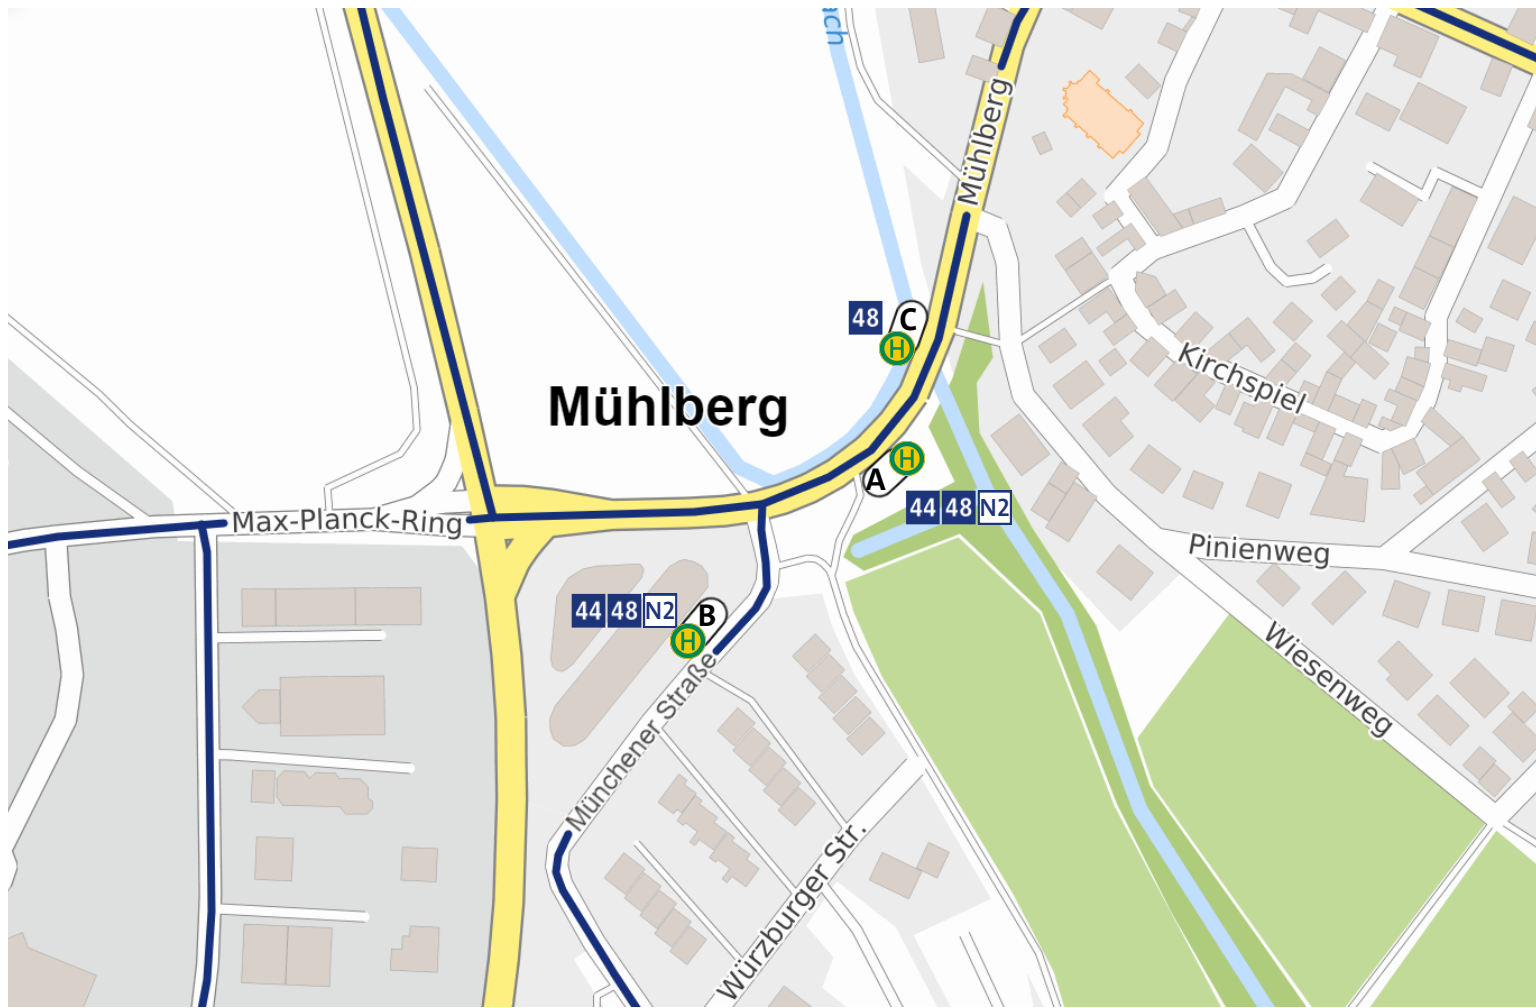 ach
Mühlberg
48
C
H
Kirchspiel
Mühlberg
H
A
44 48 N2
Max-Planck-Ring
Pinienweg
44 48 N2
B
H
Wiesenweg
Münchener Straße
Würzburger Str.